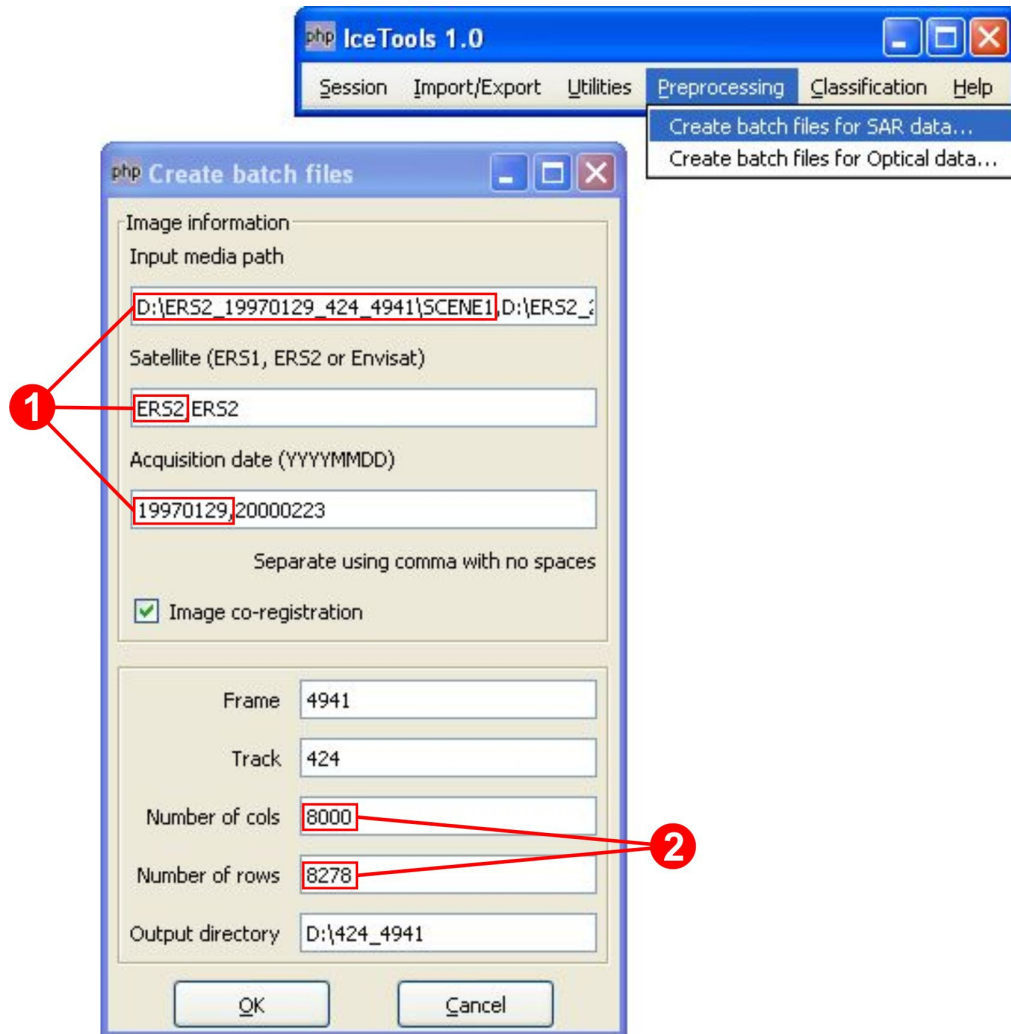 php IceTools 1.0
Session Import/Export Utilities Preprocessing Classification Help
Create batch files for SAR data...
Create batch files for Optical data...
php Create batch files
Image information
Input media path
D:\ERS2_19970129_424_4941\SCENE1,D:\ERS2_2
Satellite (ERS1, ERS2 or Envisat)
1
ERS2,ERS2
Acquisition date (YYYYMMDD)
19970129,20000223
Separate using comma with no spaces
Image co-registration
Frame 4941
Track 424
Number of cols 8000
2
Number of rows 8278
Output directory D:\424_4941
OK Cancel